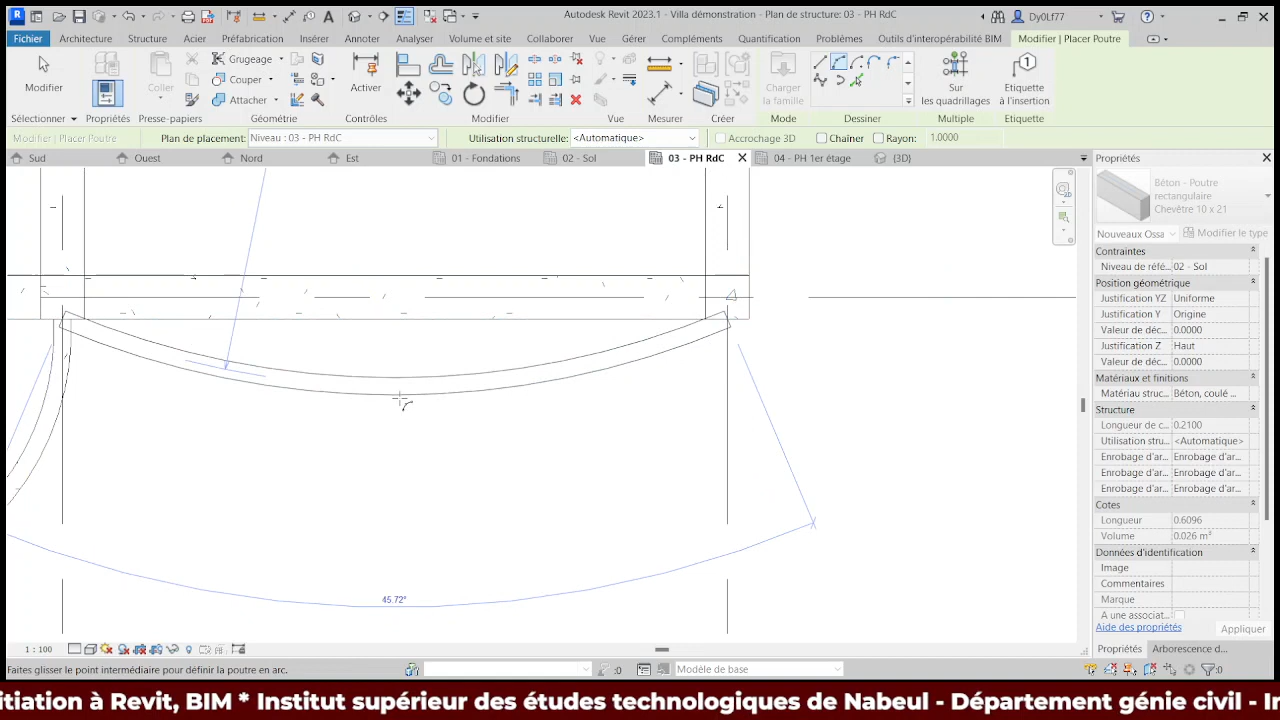 Autodesk Revit 2023.1 - Villa démonstration - Plan de structure: 03 - PH RdC
Dy0Lf77
Fichier Architecture Structure Acier Préfabrication Insérer Annoter Analyser Volume et site Collaborer Vue Gérer Compléments Quantification Problèmes Outils d'interopérabilité BIM Modifier | Placer Poutre
Modifier
Propriétés
Coller
Grugeage
Couper
Attacher
Activer
Charger
la famille
Sur
les quadrillages
Etiquette
à l'insertion
Sélectionner Propriétés Presse-papiers Géométrie Contrôles Modifier Vue Mesurer Créer Mode Dessiner Multiple Etiquette
Modifier | Placer Poutre Plan de placement: Niveau : 03 - PH RdC Utilisation structurelle: <Automatique> Accrochage 3D Chaîner Rayon: 1.0000
Sud Ouest Nord Est 01 - Fondations 02 - Sol 03 - PH RdC 04 - PH 1er étage {3D}
Propriétés
Béton - Poutre
rectangulaire
Chevêtre 10 x 21
Nouveaux Ossa Modifier le type
Contraintes
Niveau de réfé... 02 - Sol
Position géométrique
Justification YZ Uniforme
Justification Y Origine
Valeur de déc... 0.0000
Justification Z Haut
Valeur de déc... 0.0000
Matériaux et finitions
Matériau struc... Béton, coulé ...
Structure
Longueur de c... 0.2100
Utilisation stru... <Automatique>
Enrobage d'ar... Enrobage d'ar...
Enrobage d'ar... Enrobage d'ar...
Enrobage d'ar... Enrobage d'ar...
Cotes
Longueur 0.6096
Volume 0.026 m³
Données d'identification
Image
Commentaires
Marque
A une associat...
Aide des propriétés Appliquer
Propriétés Arborescence d...
45.72°
1 : 100
Faites glisser le point intermédiaire pour définir la poutre en arc. :0 Modèle de base :0
itiation à Revit, BIM * Institut supérieur des études technologiques de Nabeul - Département génie civil - In